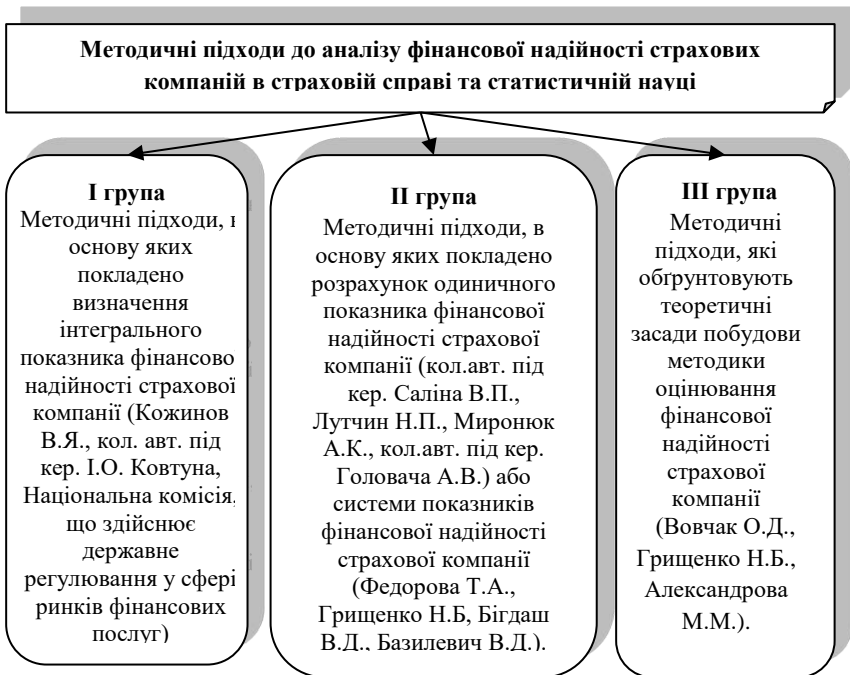 Методичні підходи до аналізу фінансової надійності страхових
компаній в страховій справі та статистичній науці
І група
Методичні підходи, в
основу яких
покладено
визначення
інтегрального
показника фінансово
надійності страхової
компанії (Кожинов
В.Я., кол. авт. під
кер. І.О. Ковтуна,
Національна комісія,
що здійснює
державне
регулювання у сфері
ринків фінансових
послуг)
ІІ група
Методичні підходи, в
основу яких покладено
розрахунок одиничного
показника фінансової
надійності страхової
компанії (кол.авт. під
кер. Саліна В.П.,
Лутчин Н.П., Миронюк
А.К., кол.авт. під кер.
Головача А.В.) або
системи показників
фінансової надійності
страхової компанії
(Федорова Т.А.,
Грищенко Н.Б, Бігдаш
В.Д., Базилевич В.Д.).
ІІІ група
Методичні
підходи, які
обґрунтовують
теоретичні
засади побудови
методики
оцінювання
фінансової
надійності
страхової
компанії
(Вовчак О.Д.,
Грищенко Н.Б.,
Александрова
М.М.).